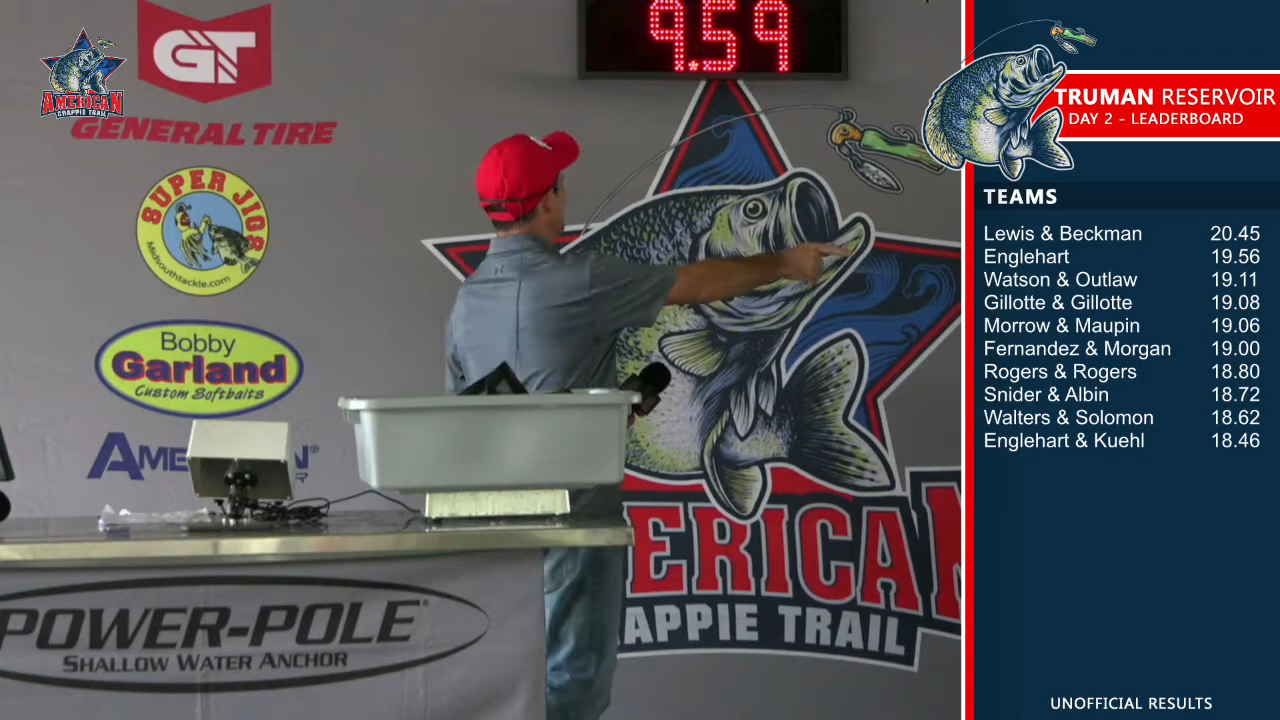 9.59
GT
GENERAL TIRE
AMERICAN
CRAPPIE TRAIL
SUPER JIGS
Midsouthtackle.com
Bobby
Garland
Custom Softbaits
POWER-POLE
SHALLOW WATER ANCHOR
ERICAN
APPIE TRAIL
TRUMAN RESERVOIR
DAY 2 - LEADERBOARD
TEAMS
Lewis & Beckman 20.45
Englehart 19.56
Watson & Outlaw 19.11
Gillotte & Gillotte 19.08
Morrow & Maupin 19.06
Fernandez & Morgan 19.00
Rogers & Rogers 18.80
Snider & Albin 18.72
Walters & Solomon 18.62
Englehart & Kuehl 18.46
UNOFFICIAL RESULTS